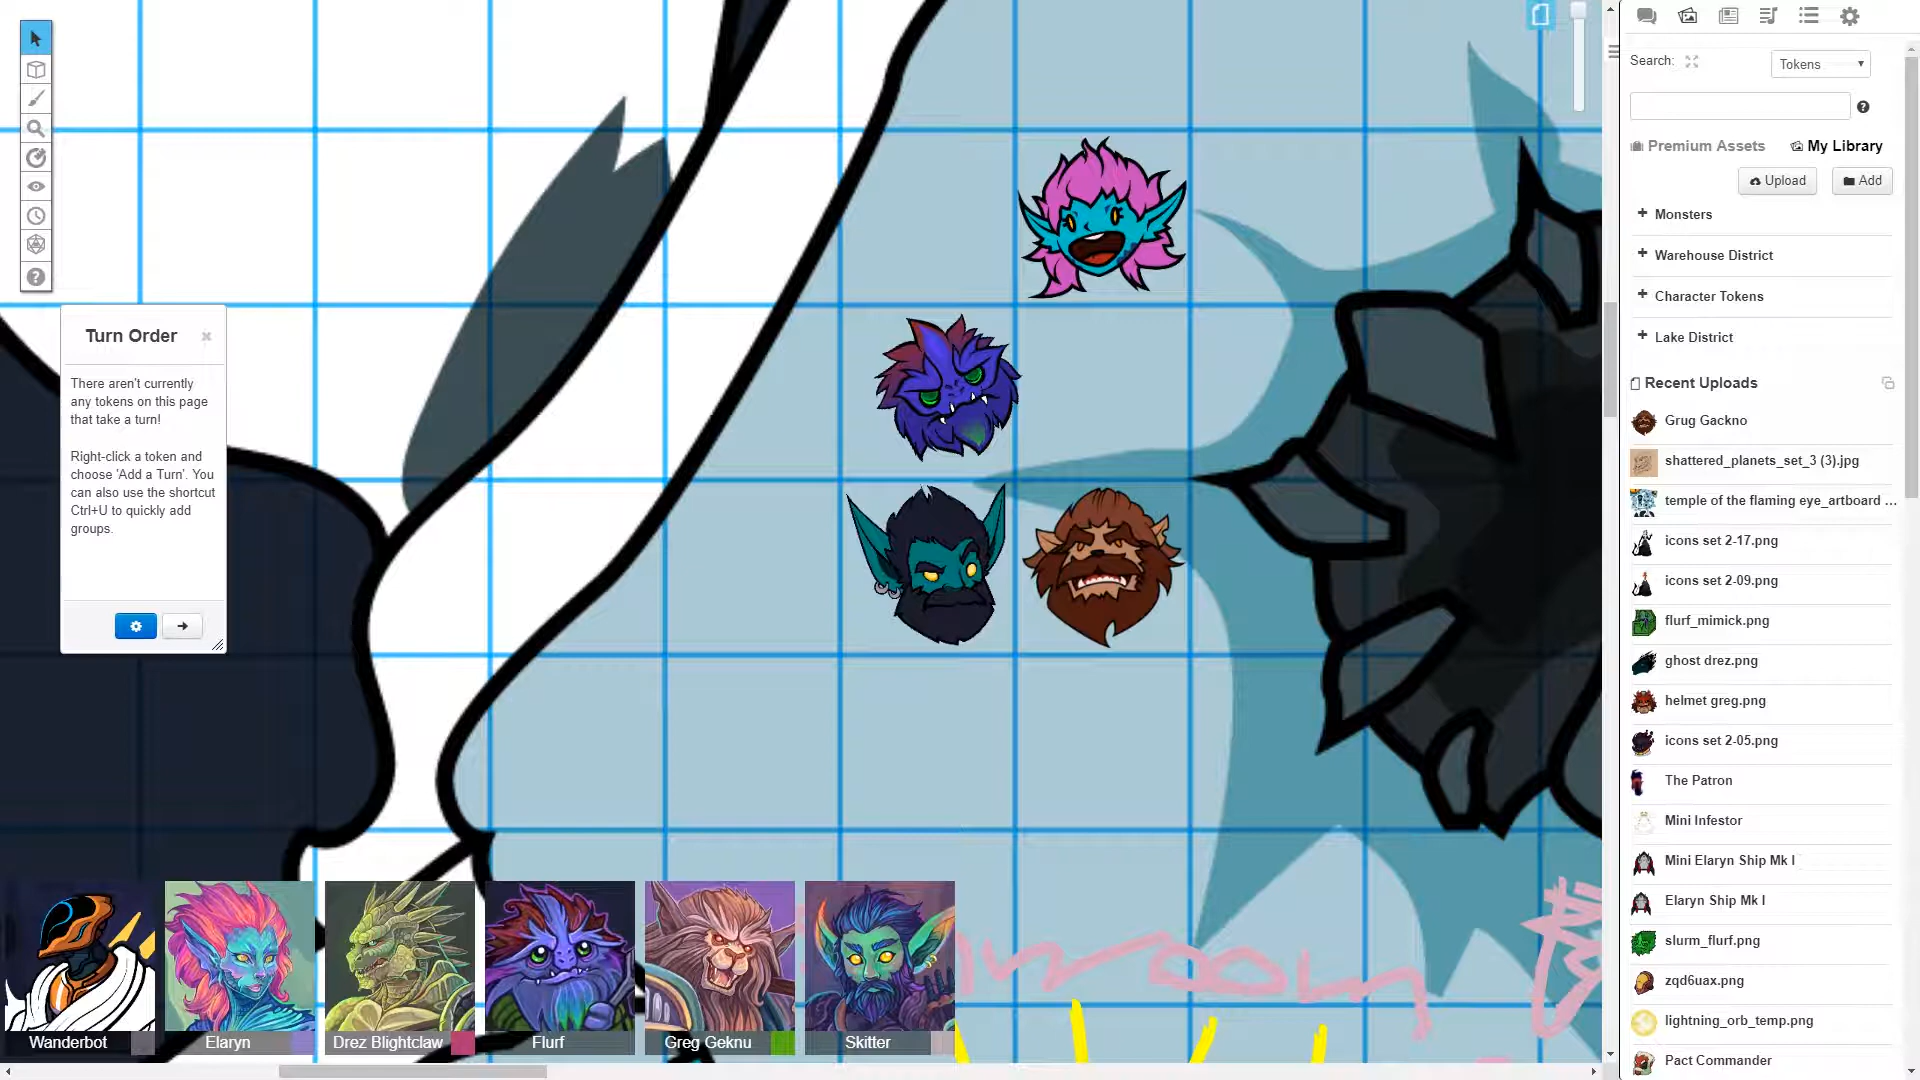 Search:
Tokens
Premium Assets
My Library
Upload
Add
Monsters
Warehouse District
Character Tokens
Lake District
Recent Uploads
Grug Gackno
shattered_planets_set_3 (3).jpg
temple of the flaming eye_artboard ...
icons set 2-17.png
icons set 2-09.png
flurf_mimick.png
ghost drez.png
helmet greg.png
icons set 2-05.png
The Patron
Mini Infestor
Mini Elaryn Ship Mk I
Elaryn Ship Mk I
slurm_flurf.png
zqd6uax.png
lightning_orb_temp.png
Pact Commander
Turn Order
There aren't currently
any tokens on this page
that take a turn!
Right-click a token and
choose 'Add a Turn'. You
can also use the shortcut
Ctrl+U to quickly add
groups.
Wanderbot
Elaryn
Drez Blightclaw
Flurf
Greg Geknu
Skitter